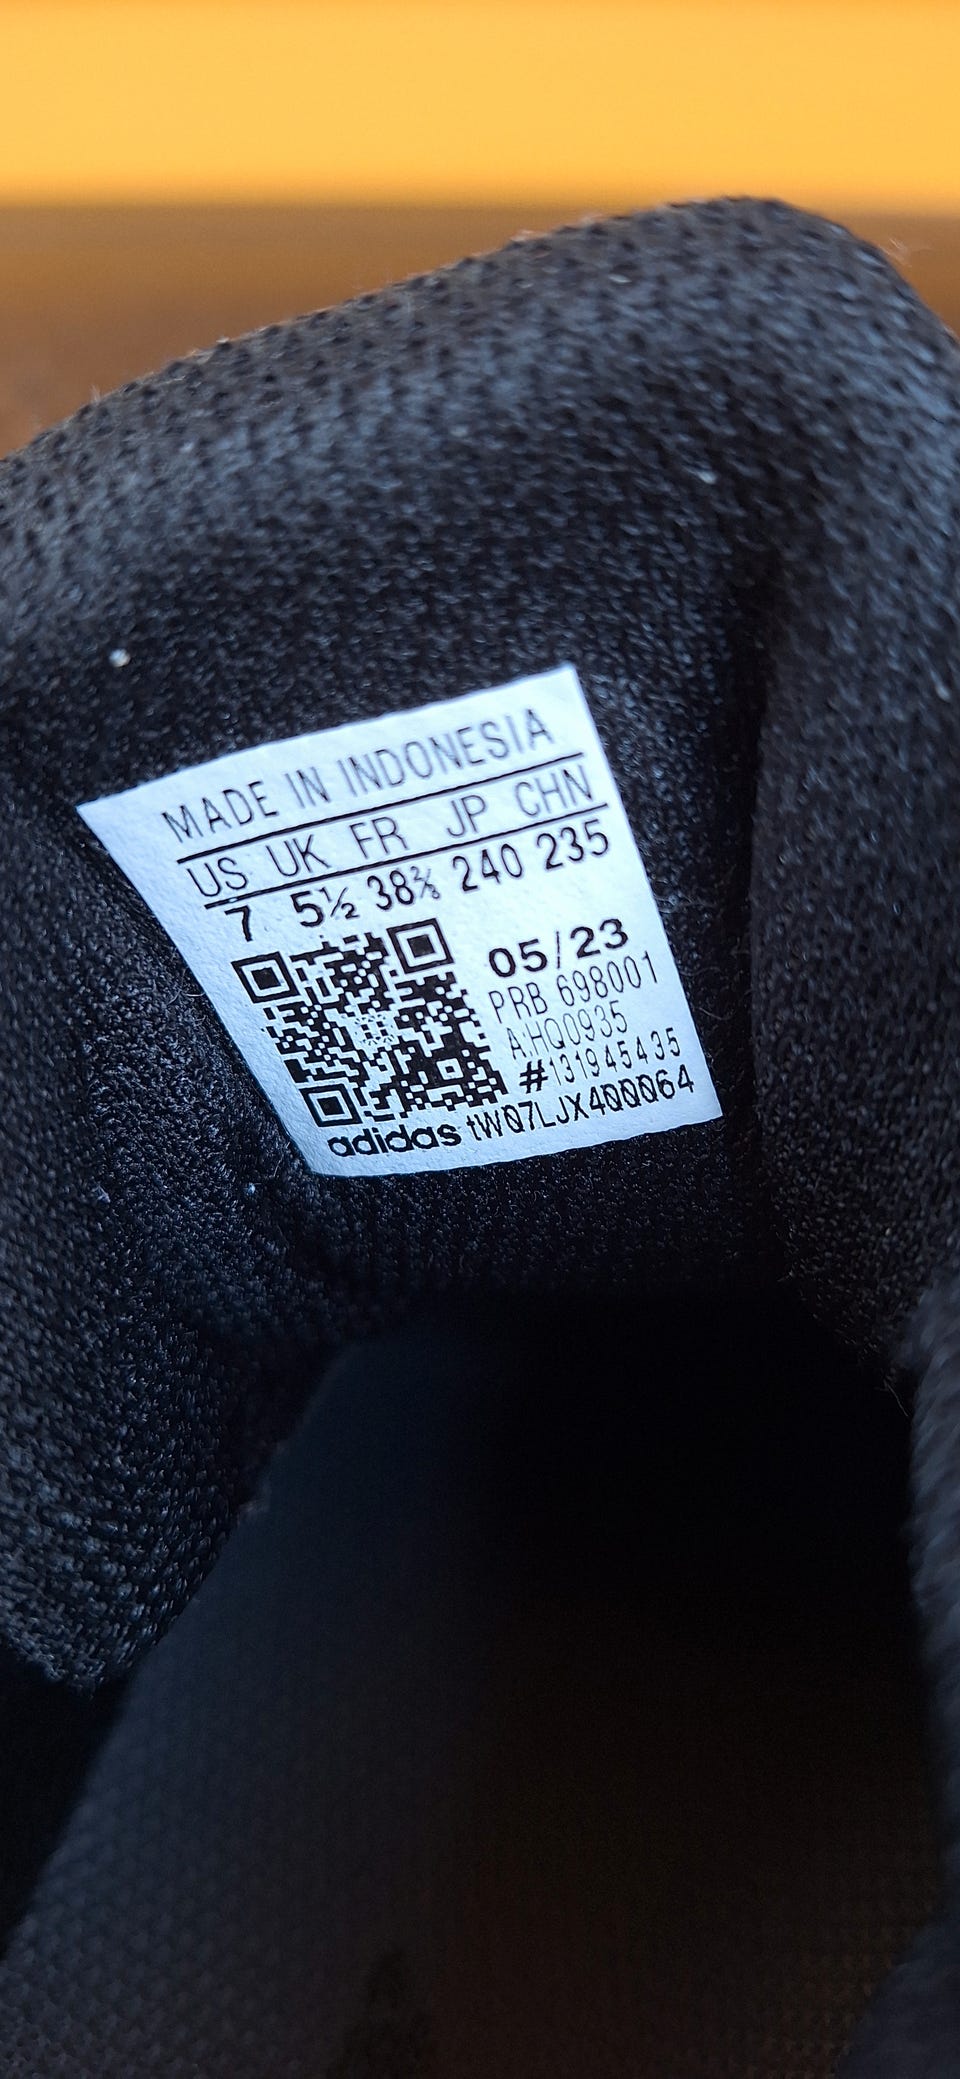 MADE IN INDONESIA
US UK FR JP CHN
7 5½ 38⅔ 240 235
05/23
PRB 698001
A:HQ0935
#131945435
adidas tW07LJX400064